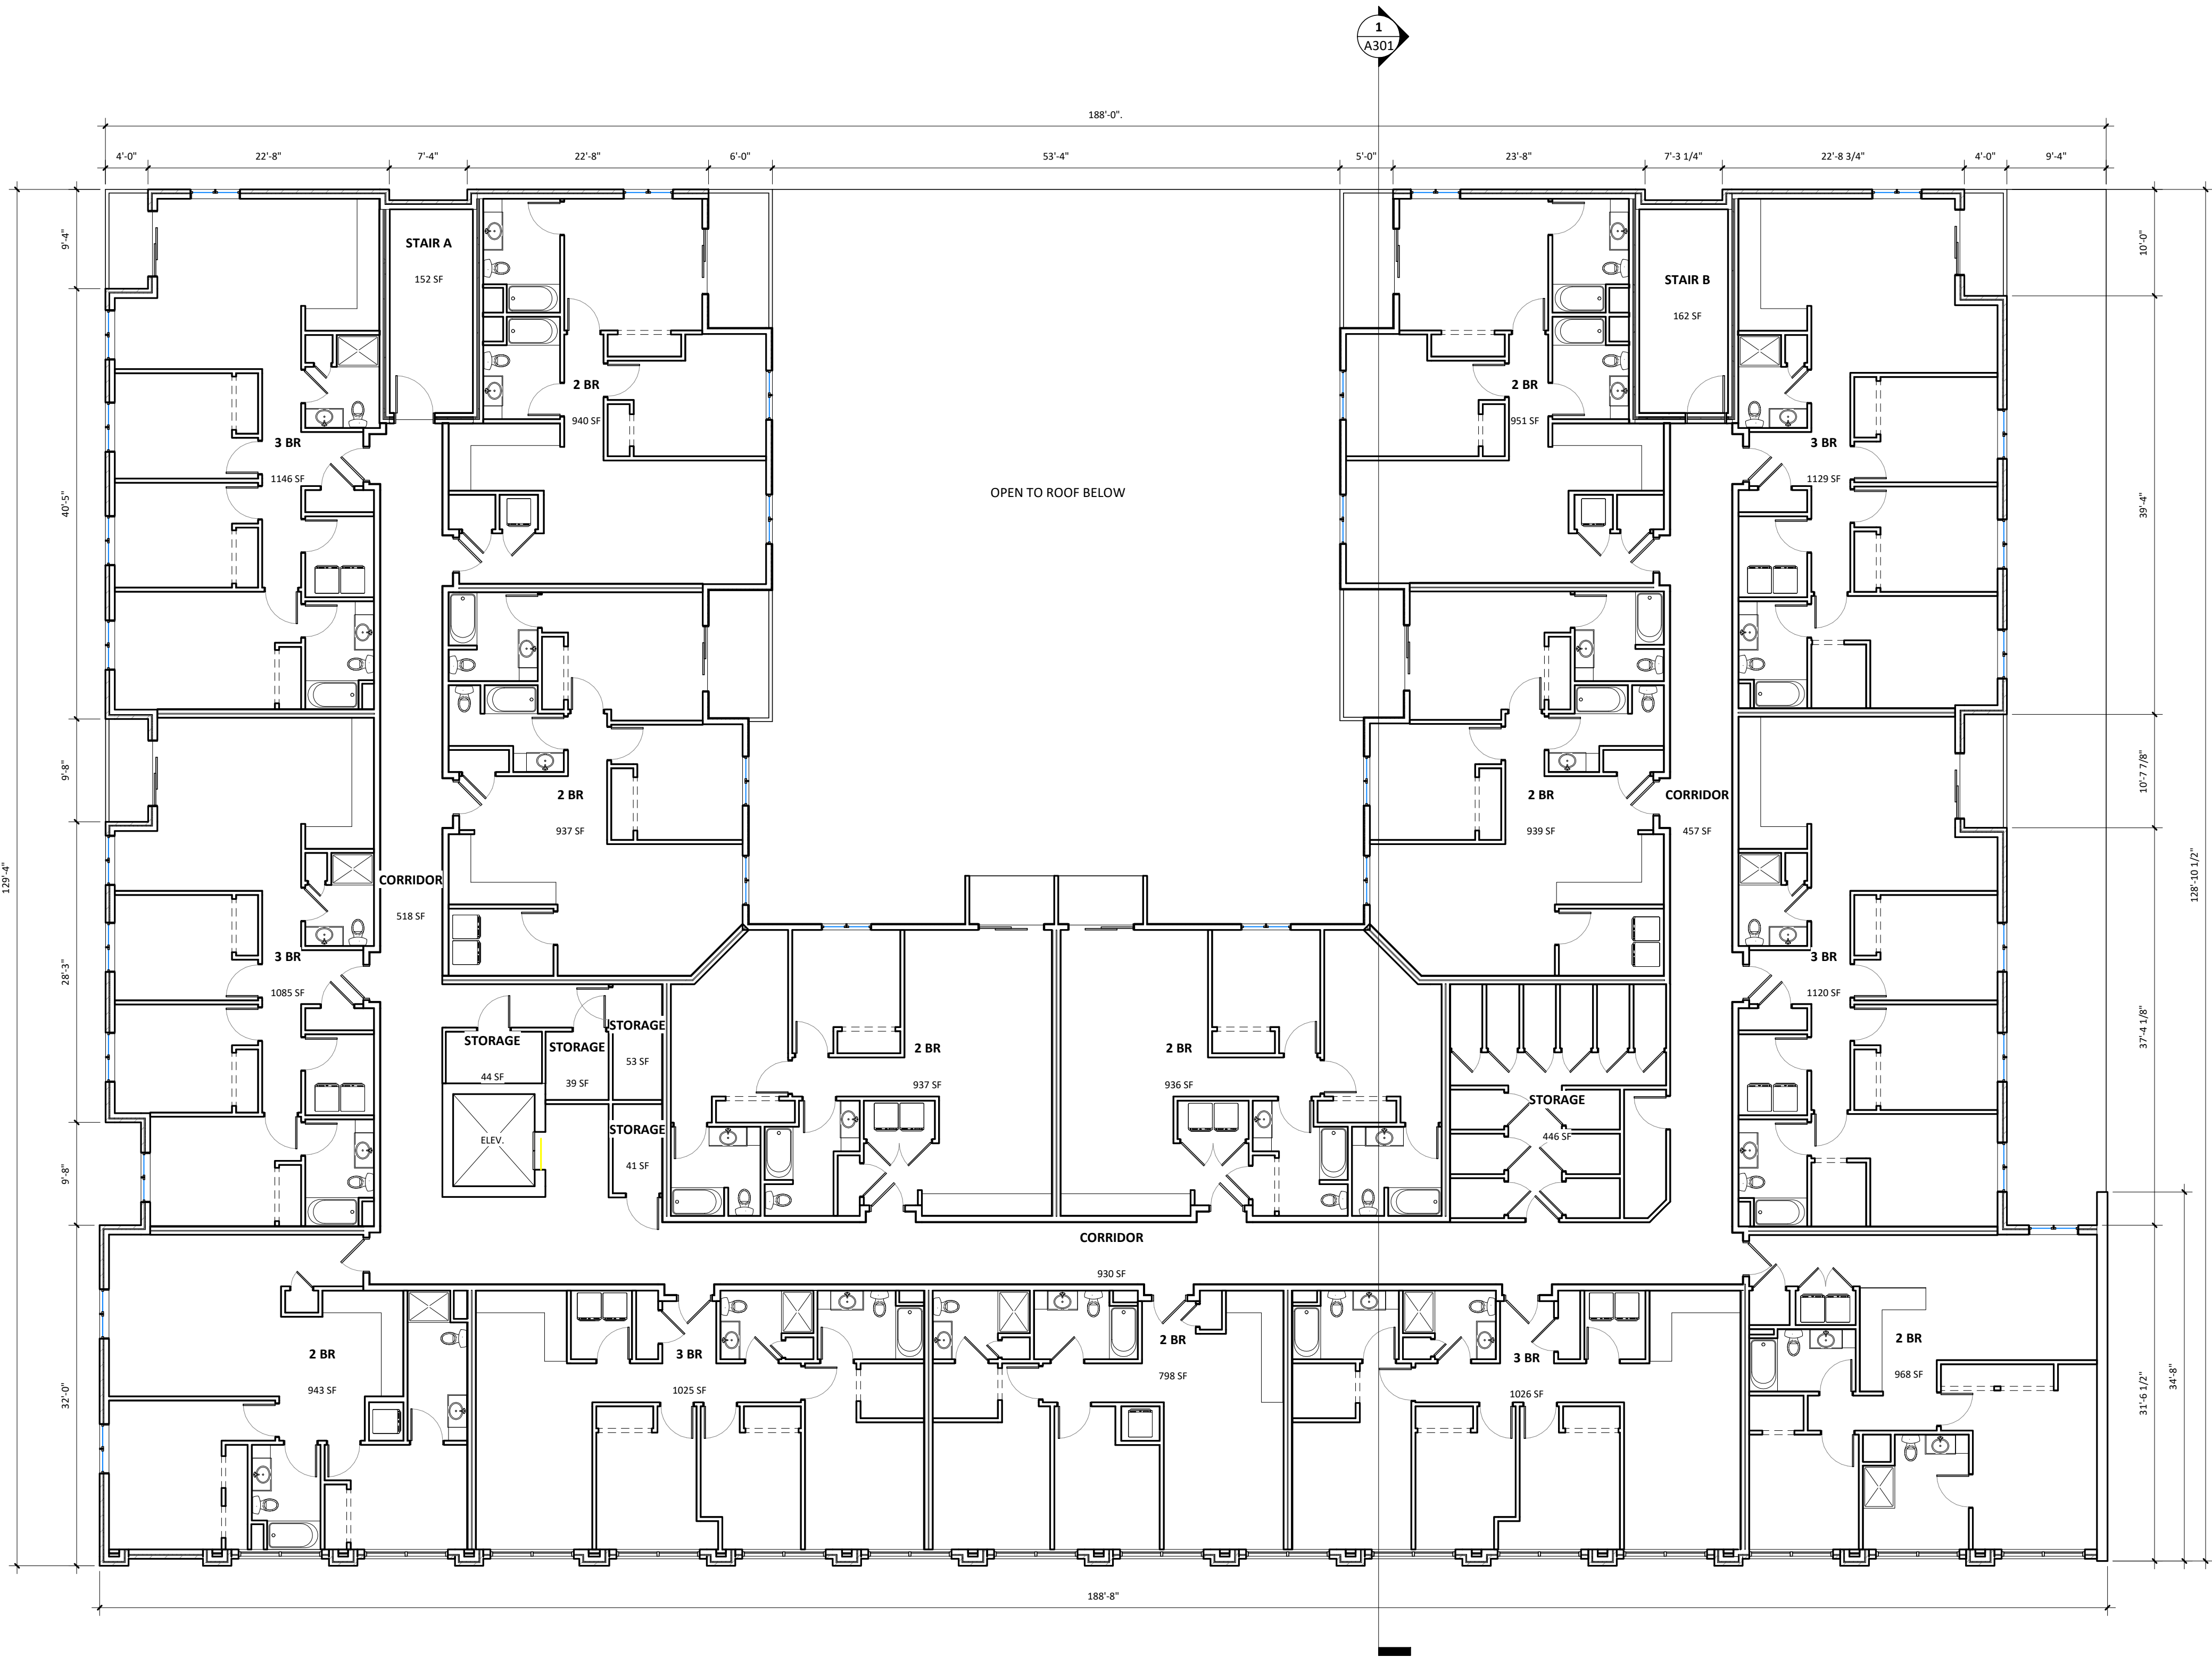 1
A301
188'-0".
4'-0"
22'-8"
7'-4"
22'-8"
6'-0"
53'-4"
5'-0"
23'-8"
7'-3 1/4"
22'-8 3/4"
4'-0"
9'-4"
9'-4"
40'-5"
9'-8"
28'-3"
9'-8"
32'-0"
129'-4"
STAIR A
152 SF
2 BR
940 SF
3 BR
1146 SF
OPEN TO ROOF BELOW
2 BR
951 SF
STAIR B
162 SF
3 BR
1129 SF
2 BR
937 SF
CORRIDOR
518 SF
3 BR
1085 SF
2 BR
939 SF
CORRIDOR
457 SF
3 BR
1120 SF
STORAGE
44 SF
STORAGE
39 SF
STORAGE
53 SF
STORAGE
41 SF
ELEV.
2 BR
937 SF
2 BR
936 SF
STORAGE
446 SF
CORRIDOR
930 SF
2 BR
943 SF
3 BR
1025 SF
2 BR
798 SF
3 BR
1026 SF
2 BR
968 SF
10'-0"
39'-4"
10'-7 7/8"
37'-4 1/8"
31'-6 1/2"
34'-8"
128'-10 1/2"
188'-8"